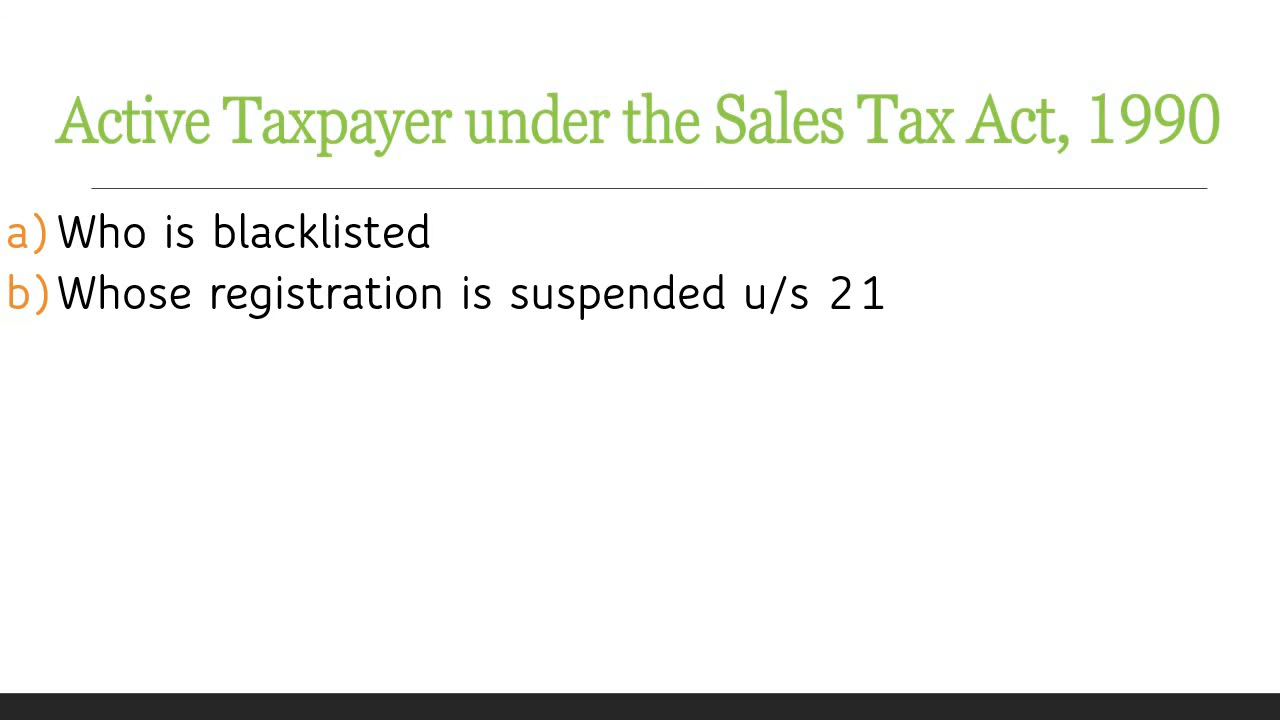 Active Taxpayer under the Sales Tax Act, 1990
a) Who is blacklisted
b) Whose registration is suspended u/s 21